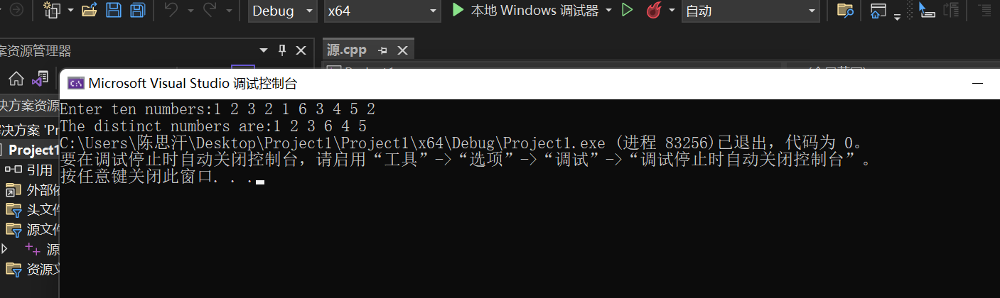 Debug
x64
本地 Windows 调试器
自动
案资源管理器
源.cpp
Microsoft Visual Studio 调试控制台
Enter ten numbers:1 2 3 2 1 6 3 4 5 2
The distinct numbers are:1 2 3 6 4 5
C:\Users\陈思汗\Desktop\Project1\Project1\x64\Debug\Project1.exe (进程 83256)已退出，代码为 0。
要在调试停止时自动关闭控制台，请启用“工具”->“选项”->“调试”->“调试停止时自动关闭控制台”。
按任意键关闭此窗口. . .
决方案资源
解决方案 'Pr
Project1
引用
外部依
头文件
源文件
源
资源文